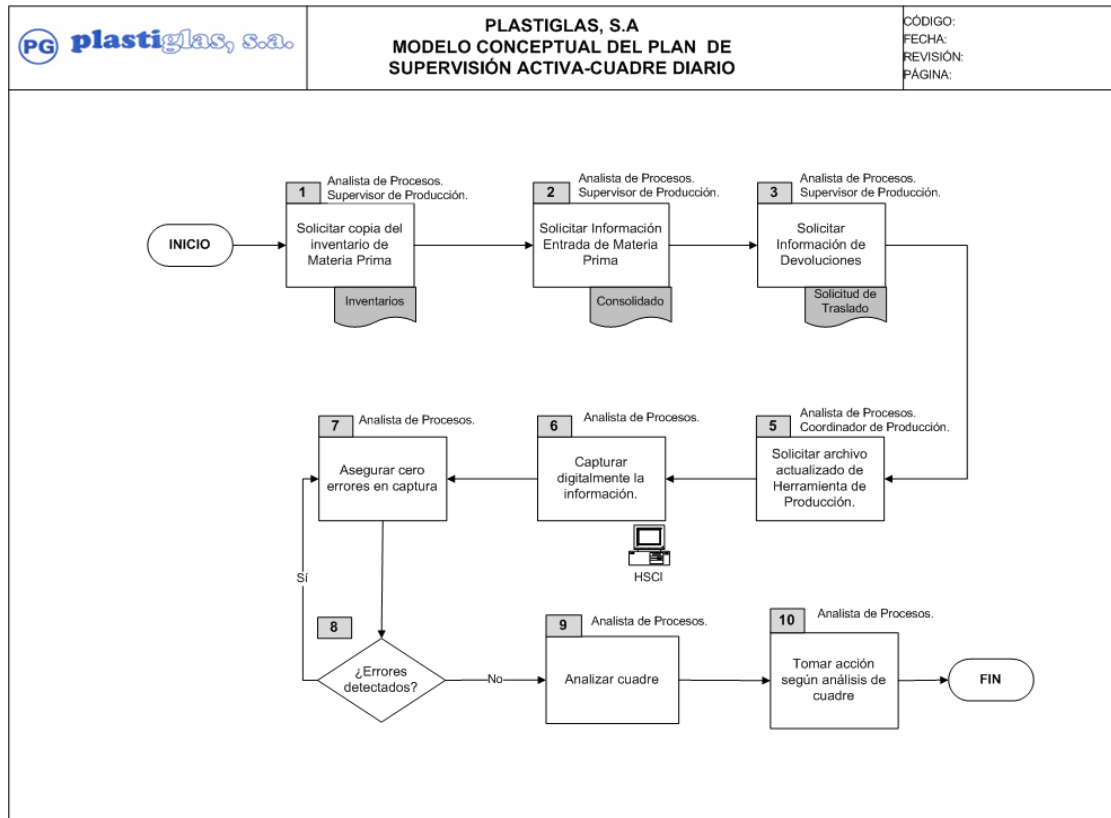 PG plastiglas, s.a.
PLASTIGLAS, S.A
MODELO CONCEPTUAL DEL PLAN DE
SUPERVISIÓN ACTIVA-CUADRE DIARIO
CÓDIGO:
FECHA:
REVISIÓN:
PÁGINA:
INICIO
1
Analista de Procesos.
Supervisor de Producción.
Solicitar copia del
inventario de
Materia Prima
Inventarios
2
Analista de Procesos.
Supervisor de Producción.
Solicitar Información
Entrada de Materia
Prima
Consolidado
3
Analista de Procesos.
Supervisor de Producción.
Solicitar
Información de
Devoluciones
Solicitud de
Traslado
5
Analista de Procesos.
Coordinador de Producción.
Solicitar archivo
actualizado de
Herramienta de
Producción.
6
Analista de Procesos.
Capturar
digitalmente la
información.
HSCI
7
Analista de Procesos.
Asegurar cero
errores en captura
Sí
8
¿Errores
detectados?
No
9
Analista de Procesos.
Analizar cuadre
10
Analista de Procesos.
Tomar acción
según análisis de
cuadre
FIN